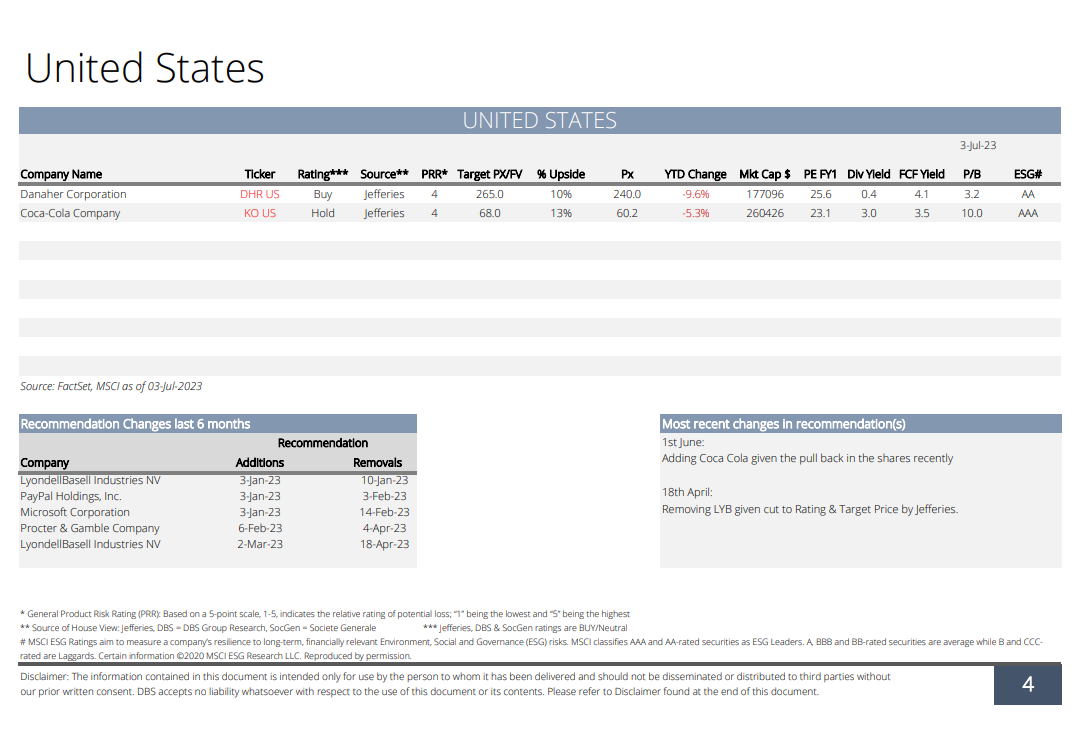 United States
UNITED STATES
3-Jul-23
Company Name Ticker Rating*** Source** PRR* Target PX/FV % Upside Px YTD Change Mkt Cap $ PE FY1 Div Yield FCF Yield P/B ESG#
Danaher Corporation DHR US Buy Jefferies 4 265.0 10% 240.0 -9.6% 177096 25.6 0.4 4.1 3.2 AA
Coca-Cola Company KO US Hold Jefferies 4 68.0 13% 60.2 -5.3% 260426 23.1 3.0 3.5 10.0 AAA
Source: FactSet, MSCI as of 03-Jul-2023
Recommendation Changes last 6 months
Recommendation
Company Additions Removals
LyondellBasell Industries NV 3-Jan-23 10-Jan-23
PayPal Holdings, Inc. 3-Jan-23 3-Feb-23
Microsoft Corporation 3-Jan-23 14-Feb-23
Procter & Gamble Company 6-Feb-23 4-Apr-23
LyondellBasell Industries NV 2-Mar-23 18-Apr-23
Most recent changes in recommendation(s)
1st June:
Adding Coca Cola given the pull back in the shares recently
18th April:
Removing LYB given cut to Rating & Target Price by Jefferies.
* General Product Risk Rating (PRR): Based on a 5-point scale, 1-5, indicates the relative rating of potential loss; “1” being the lowest and “5” being the highest
** Source of House View: Jefferies, DBS = DBS Group Research, SocGen = Societe Generale *** Jefferies, DBS & SocGen ratings are BUY/Neutral
# MSCI ESG Ratings aim to measure a company's resilience to long-term, financially relevant Environment, Social and Governance (ESG) risks. MSCI classifies AAA and AA-rated securities as ESG Leaders. A, BBB and BB-rated securities are average while B and CCC-
rated are Laggards. Certain information ©2020 MSCI ESG Research LLC. Reproduced by permission.
Disclaimer: The information contained in this document is intended only for use by the person to whom it has been delivered and should not be disseminated or distributed to third parties without
our prior written consent. DBS accepts no liability whatsoever with respect to the use of this document or its contents. Please refer to Disclaimer found at the end of this document.
4